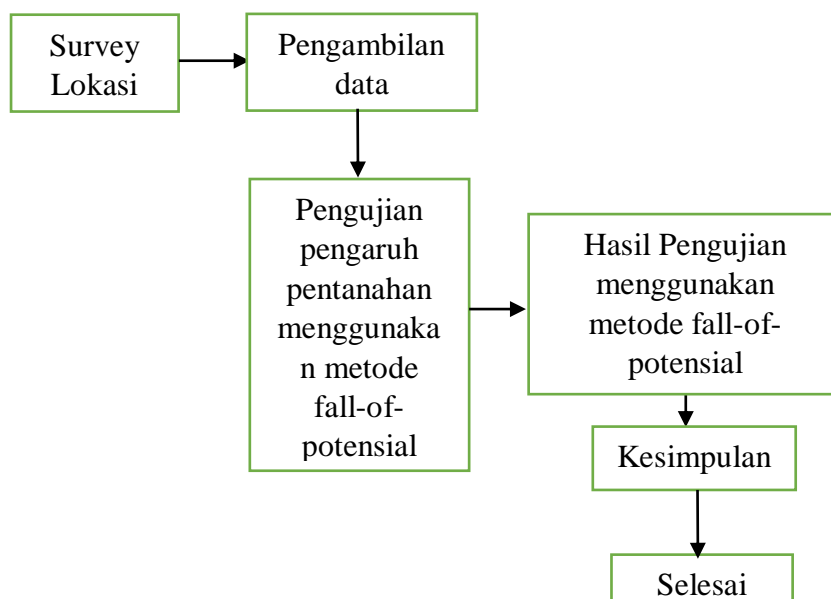 Survey
Lokasi
Pengambilan
data
Pengujian
pengaruh
pentanahan
menggunaka
n metode
fall-of-
potensial
Hasil Pengujian
menggunakan
metode fall-of-
potensial
Kesimpulan
Selesai